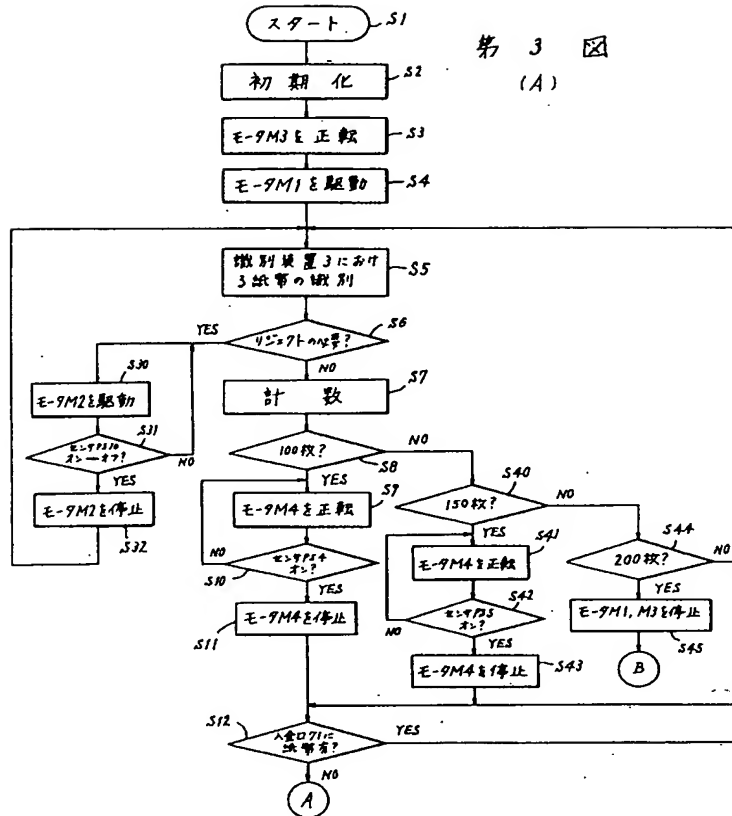 第3図
(A)
スタート
S1
初期化
S2
モータM3を正転
S3
モータM1を駆動
S4
識別装置3におけ
る紙幣の識別
S5
リジェクトの必要?
S6
YES
NO
モータM2を駆動
S30
センサPS10
オン→オフ?
S31
NO
YES
モータM2を停止
S32
計数
S7
100枚?
S8
NO
YES
モータM4を正転
S9
センサPS4
オン?
S10
NO
YES
モータM4を停止
S11
150枚?
S40
NO
YES
モータM4を正転
S41
センサPS5
オン?
S42
NO
YES
モータM4を停止
S43
200枚?
S44
NO
YES
モータM1, M3を停止
S45
B
入金口1に
紙幣有?
S12
YES
NO
A